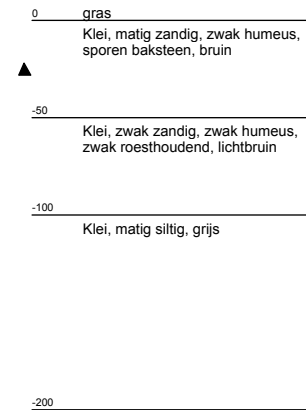 0 gras
Klei, matig zandig, zwak humeus,
sporen baksteen, bruin
-50
Klei, zwak zandig, zwak humeus,
zwak roesthoudend, lichtbruin
-100
Klei, matig siltig, grijs
-200